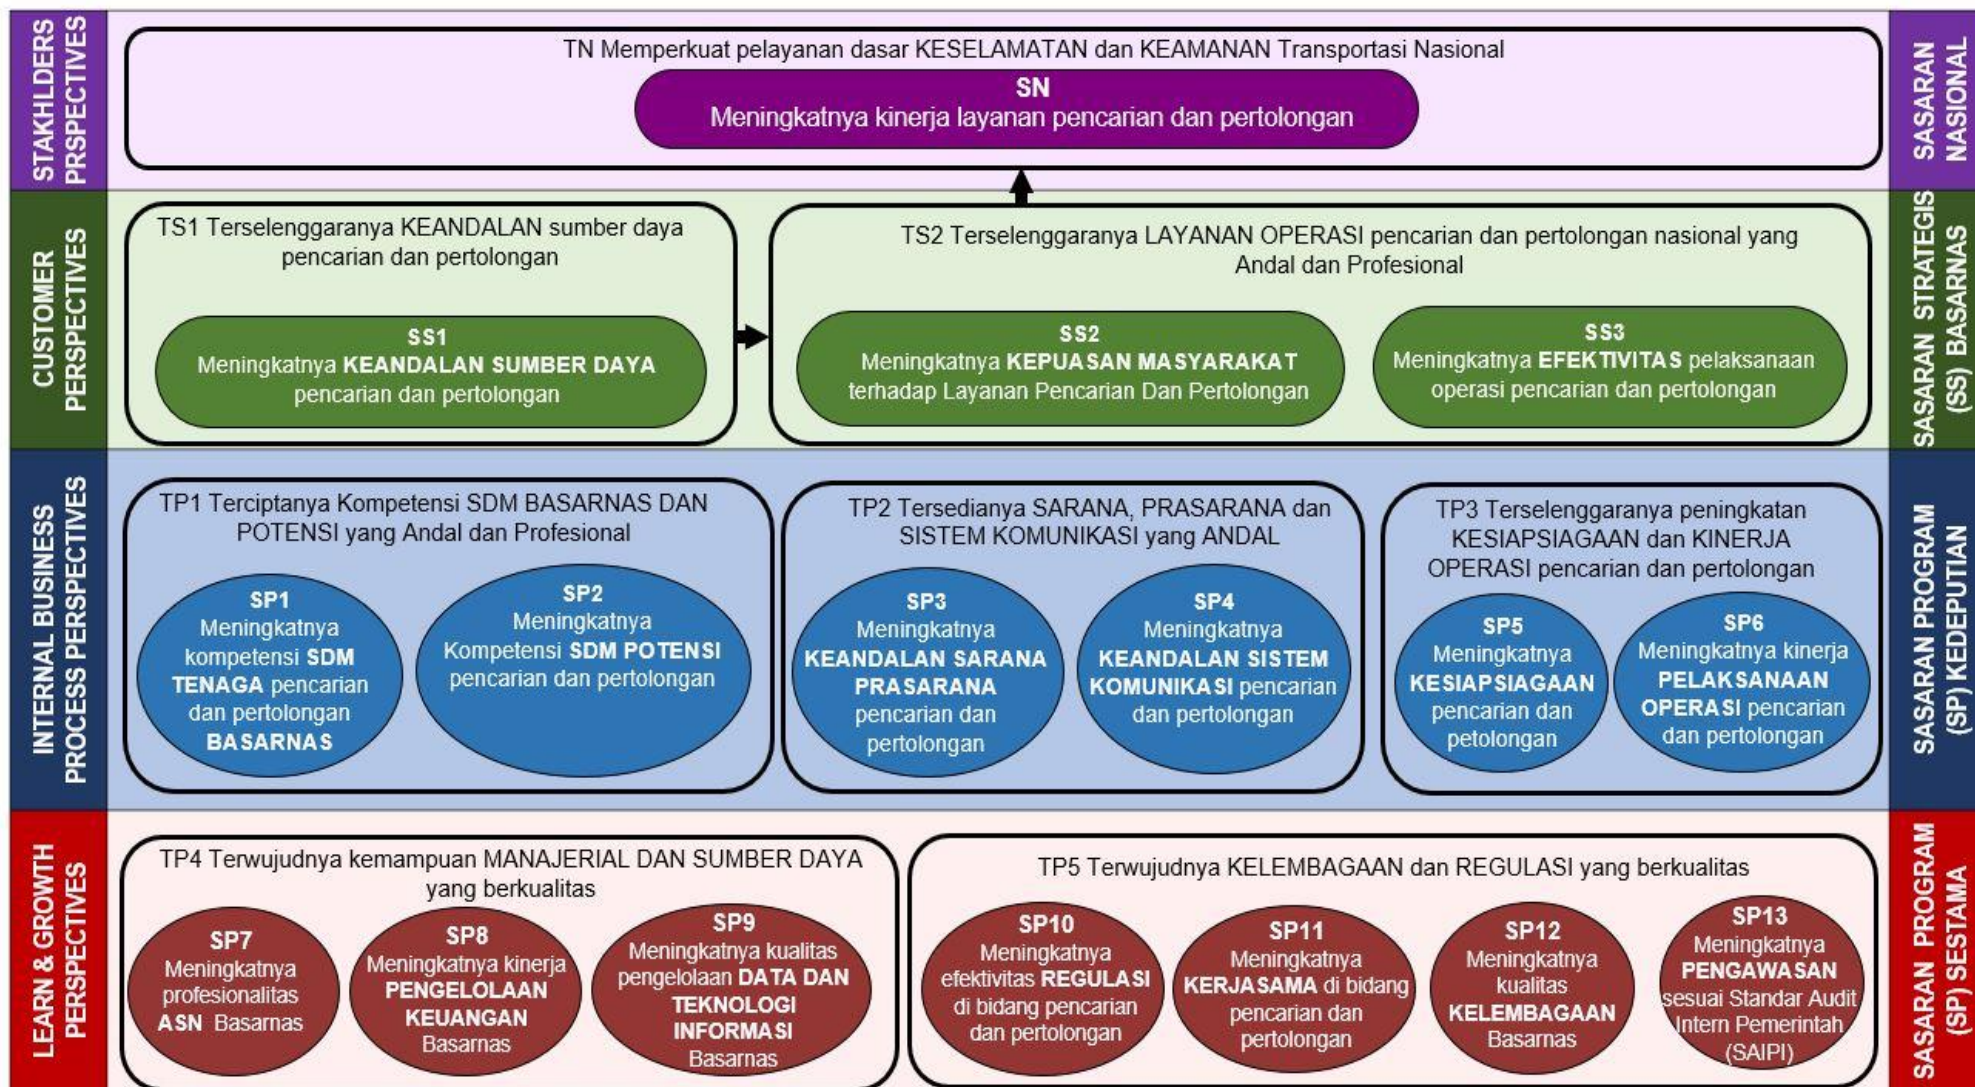 STAKHLDERS
PRSPECTIVES
TN Memperkuat pelayanan dasar KESELAMATAN dan KEAMANAN Transportasi Nasional
SN
Meningkatnya kinerja layanan pencarian dan pertolongan
SASARAN
NASIONAL
CUSTOMER
PERSPECTIVES
TS1 Terselenggaranya KEANDALAN sumber daya
pencarian dan pertolongan
SS1
Meningkatnya KEANDALAN SUMBER DAYA
pencarian dan pertolongan
TS2 Terselenggaranya LAYANAN OPERASI pencarian dan pertolongan nasional yang
Andal dan Profesional
SS2
Meningkatnya KEPUASAN MASYARAKAT
terhadap Layanan Pencarian Dan Pertolongan
SS3
Meningkatnya EFEKTIVITAS pelaksanaan
operasi pencarian dan pertolongan
SASARAN STRATEGIS
(SS) BASARNAS
INTERNAL BUSINESS
PROCESS PERSPECTIVES
TP1 Terciptanya Kompetensi SDM BASARNAS DAN
POTENSI yang Andal dan Profesional
SP1
Meningkatnya
kompetensi SDM
TENAGA pencarian
dan pertolongan
BASARNAS
SP2
Meningkatnya
Kompetensi SDM POTENSI
pencarian dan pertolongan
TP2 Tersedianya SARANA, PRASARANA dan
SISTEM KOMUNIKASI yang ANDAL
SP3
Meningkatnya
KEANDALAN SARANA
PRASARANA
pencarian dan
pertolongan
SP4
Meningkatnya
KEANDALAN SISTEM
KOMUNIKASI pencarian
dan pertolongan
TP3 Terselenggaranya peningkatan
KESIAPSIAGAAN dan KINERJA
OPERASI pencarian dan pertolongan
SP5
Meningkatnya
KESIAPSIAGAAN
pencarian dan
petolongan
SP6
Meningkatnya kinerja
PELAKSANAAN
OPERASI pencarian
dan pertolongan
SASARAN PROGRAM
(SP) KEDEPUTIAN
LEARN & GROWTH
PERSPECTIVES
TP4 Terwujudnya kemampuan MANAJERIAL DAN SUMBER DAYA
yang berkualitas
SP7
Meningkatnya
profesionalitas
ASN Basarnas
SP8
Meningkatnya kinerja
PENGELOLAAN
KEUANGAN
Basarnas
SP9
Meningkatnya kualitas
pengelolaan DATA DAN
TEKNOLOGI
INFORMASI
Basarnas
TP5 Terwujudnya KELEMBAGAAN dan REGULASI yang berkualitas
SP10
Meningkatnya
efektivitas REGULASI
di bidang pencarian
dan pertolongan
SP11
Meningkatnya
KERJASAMA di bidang
pencarian dan
pertolongan
SP12
Meningkatnya
kualitas
KELEMBAGAAN
Basarnas
SP13
Meningkatnya
PENGAWASAN
sesuai Standar Audit
Intern Pemerintah
(SAIPI)
SASARAN PROGRAM
(SP) SESTAMA